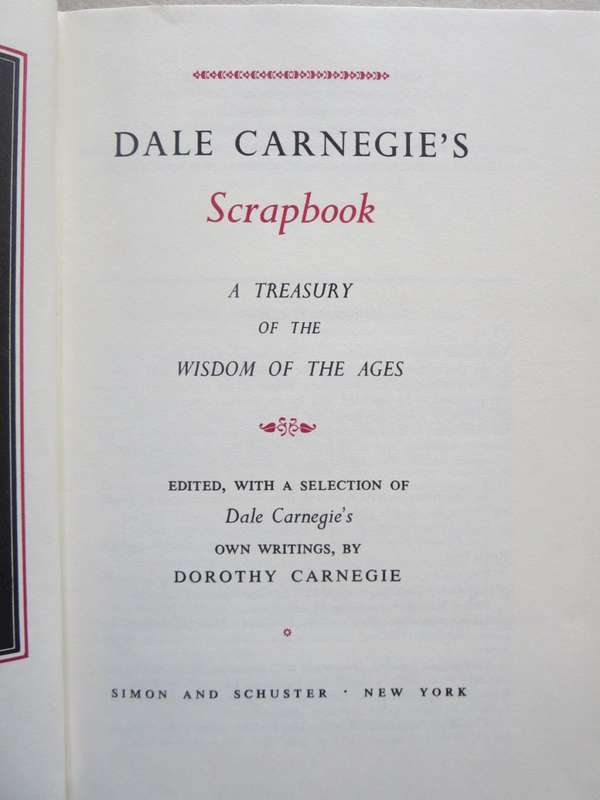 DALE CARNEGIE'S
Scrapbook
A TREASURY
OF THE
WISDOM OF THE AGES
EDITED, WITH A SELECTION OF
Dale Carnegie's
OWN WRITINGS, BY
DOROTHY CARNEGIE
SIMON AND SCHUSTER · NEW YORK